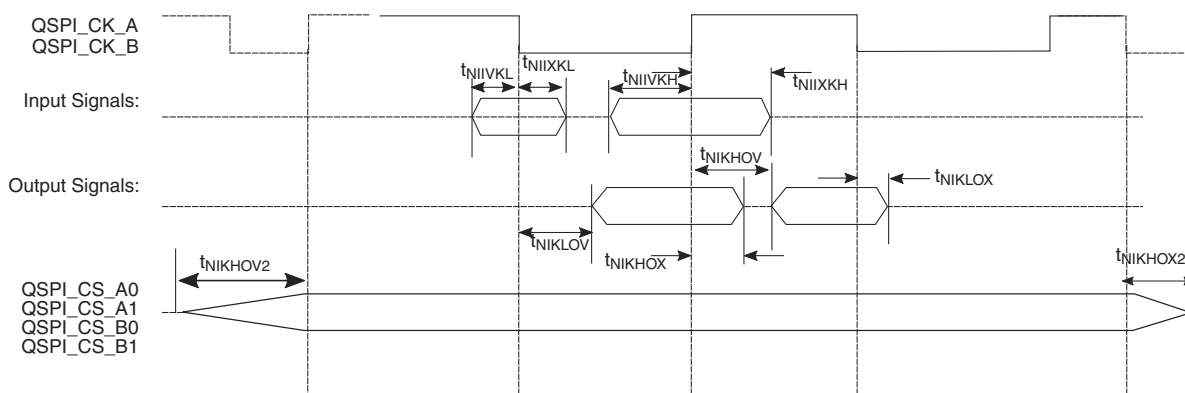 QSPI_CK_A
QSPI_CK_B
tNIIVKL
tNIIXKL
tNIIVKH
tNIIXKH
Input Signals:
tNIKHOV
tNIKLOX
Output Signals:
tNIKLOV
tNIKHOX
tNIKHOV2
tNIKHOX2
QSPI_CS_A0
QSPI_CS_A1
QSPI_CS_B0
QSPI_CS_B1